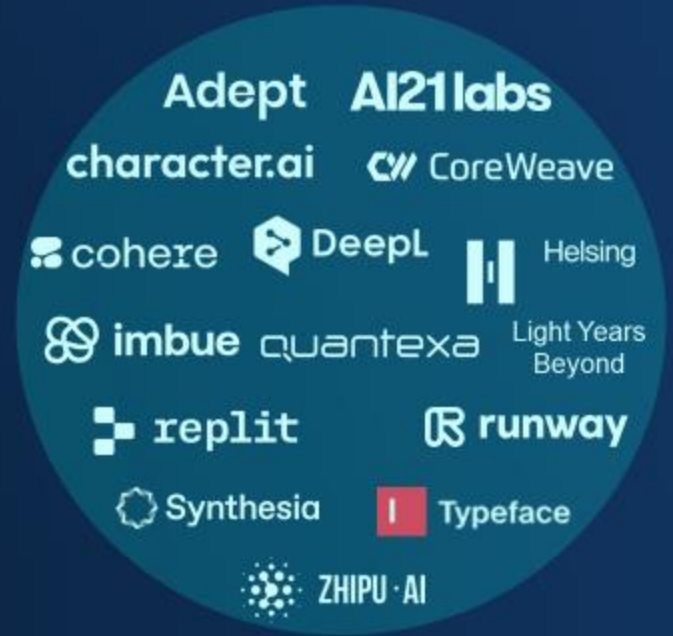 Adept AI21labs
character.ai CoreWeave
cohere DeepL Helsing
imbue quantexa Light Years
Beyond
replit runway
Synthesia Typeface
ZHIPU·AI